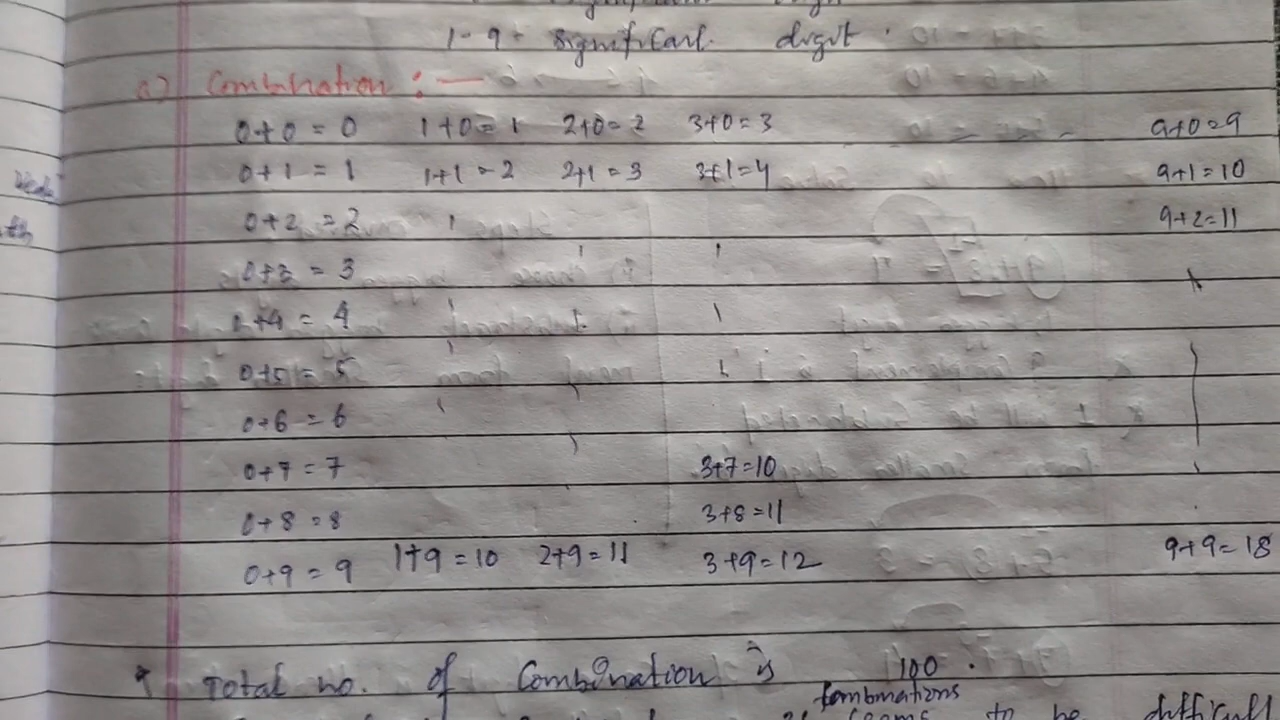 1-9 significant digit.
a) Combination :—
0+0 = 0 1+0= 1 2+0= 2 3+0=3 9+0=9
0+1 = 1 1+1 = 2 2+1 = 3 3+1=4 9+1=10
0+2 = 2 9+2=11
0+3 = 3
0+4 = 4
0+5 = 5
0+6 = 6
0+7 = 7 3+7=10
0+8 = 8 3+8=11
0+9 = 9 1+9 = 10 2+9= 11 3+9=12 9+9= 18
* Total no. of Combination is 100.
combinations
to be difficult